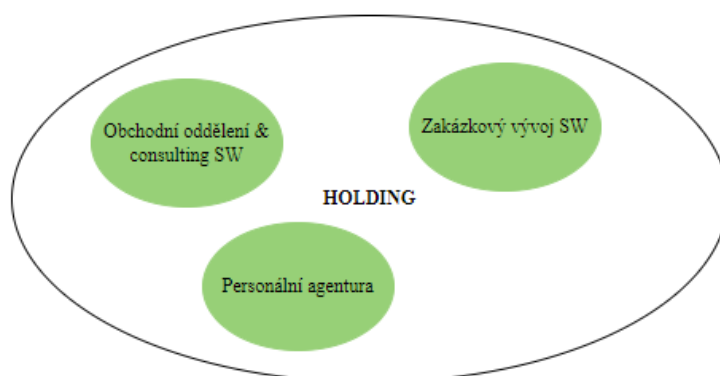 Obchodní oddělení &
consulting SW
Zakázkový vývoj SW
HOLDING
Personální agentura